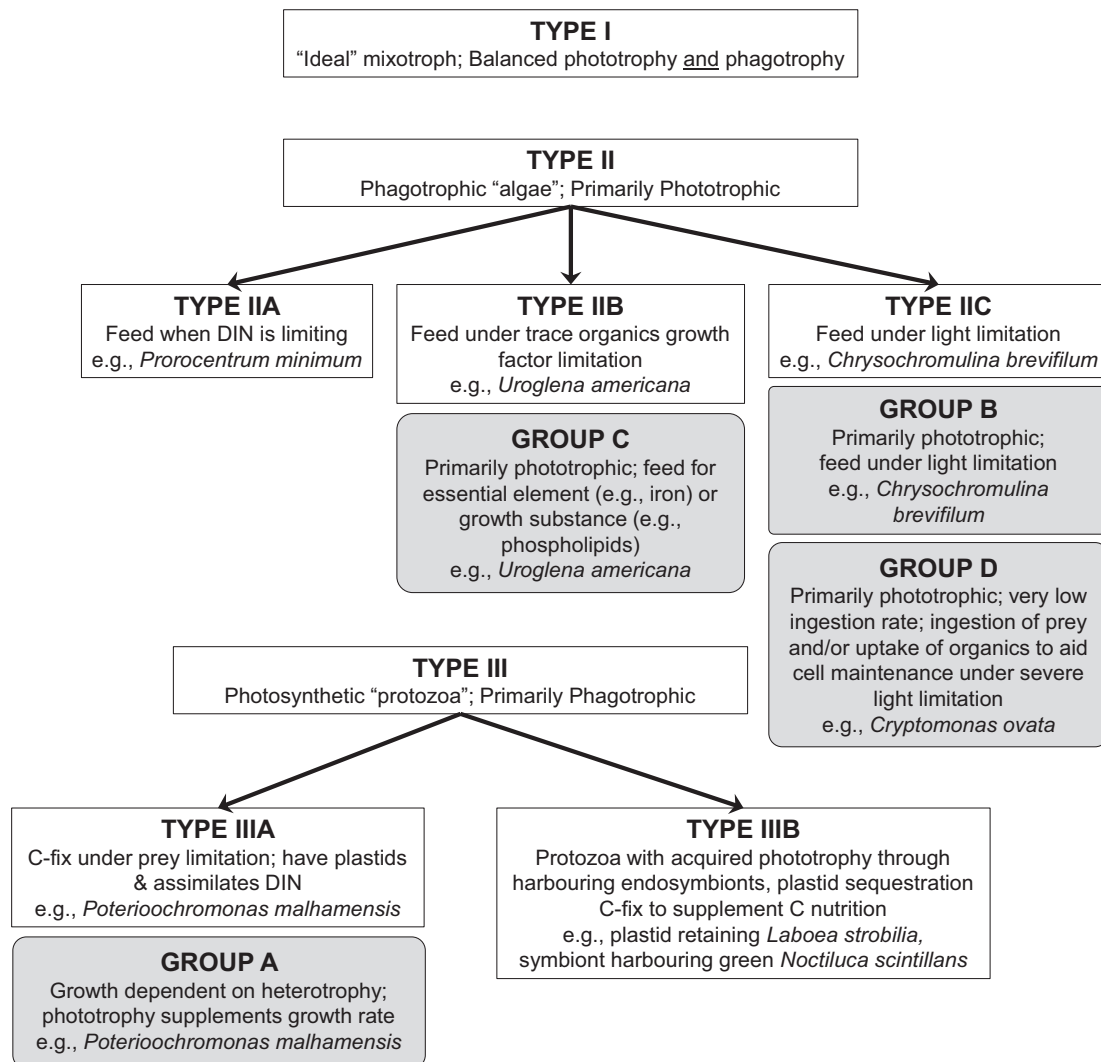 TYPE I
“Ideal” mixotroph; Balanced phototrophy and phagotrophy
TYPE II
Phagotrophic “algae”; Primarily Phototrophic
TYPE IIA
Feed when DIN is limiting
e.g., Prorocentrum minimum
TYPE IIB
Feed under trace organics growth
factor limitation
e.g., Uroglena americana
GROUP C
Primarily phototrophic; feed for
essential element (e.g., iron) or
growth substance (e.g.,
phospholipids)
e.g., Uroglena americana
TYPE IIC
Feed under light limitation
e.g., Chrysochromulina brevifilum
GROUP B
Primarily phototrophic;
feed under light limitation
e.g., Chrysochromulina
brevifilum
GROUP D
Primarily phototrophic; very low
ingestion rate; ingestion of prey
and/or uptake of organics to aid
cell maintenance under severe
light limitation
e.g., Cryptomonas ovata
TYPE III
Photosynthetic “protozoa”; Primarily Phagotrophic
TYPE IIIA
C-fix under prey limitation; have plastids
& assimilates DIN
e.g., Poterioochromonas malhamensis
GROUP A
Growth dependent on heterotrophy;
phototrophy supplements growth rate
e.g., Poterioochromonas malhamensis
TYPE IIIB
Protozoa with acquired phototrophy through
harbouring endosymbionts, plastid sequestration
C-fix to supplement C nutrition
e.g., plastid retaining Laboea strobilia,
symbiont harbouring green Noctiluca scintillans